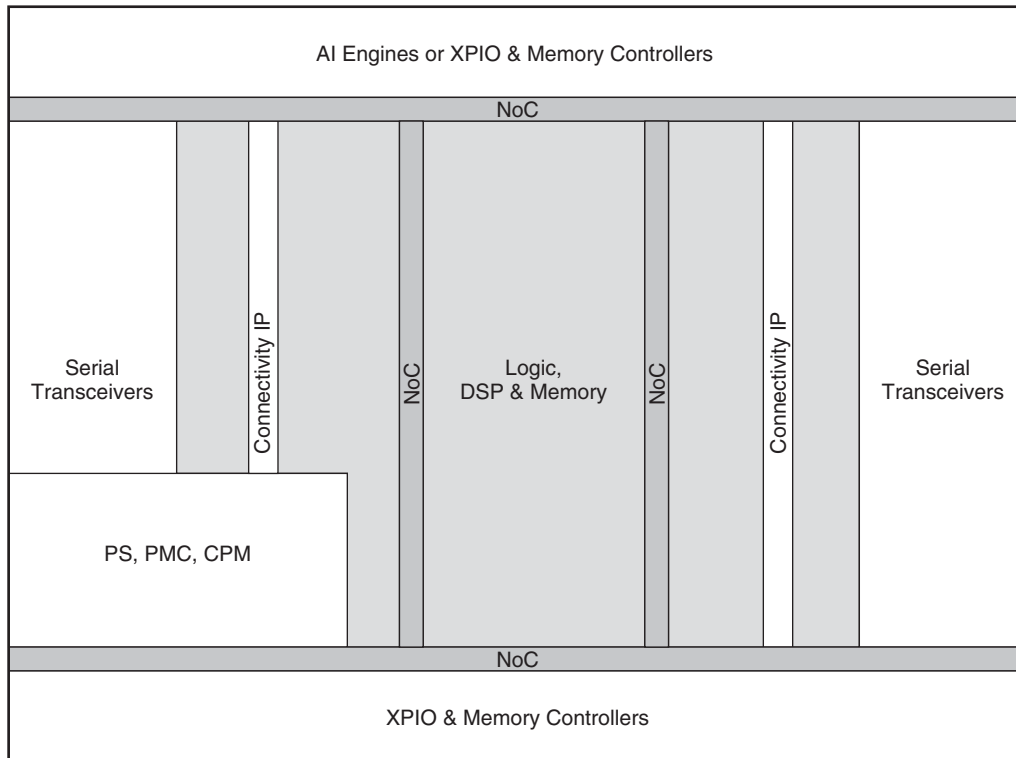 AI Engines or XPIO & Memory Controllers
NoC
Serial
Transceivers
Connectivity IP
NoC
Logic,
DSP & Memory
NoC
Connectivity IP
Serial
Transceivers
PS, PMC, CPM
NoC
XPIO & Memory Controllers